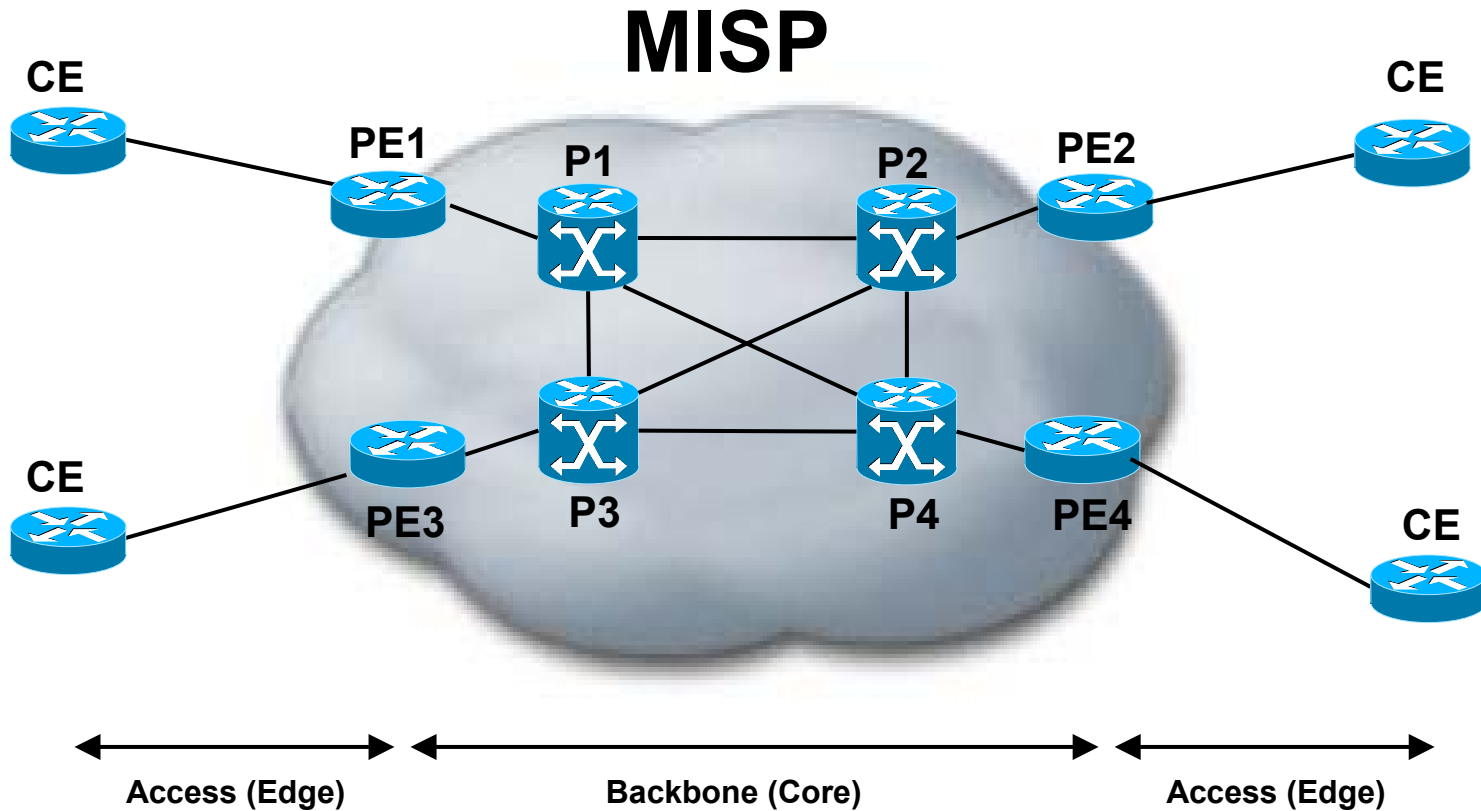 MISP
CE
CE
PE1
P1
P2
PE2
CE
PE3
P3
P4
PE4
CE
Access (Edge)
Backbone (Core)
Access (Edge)